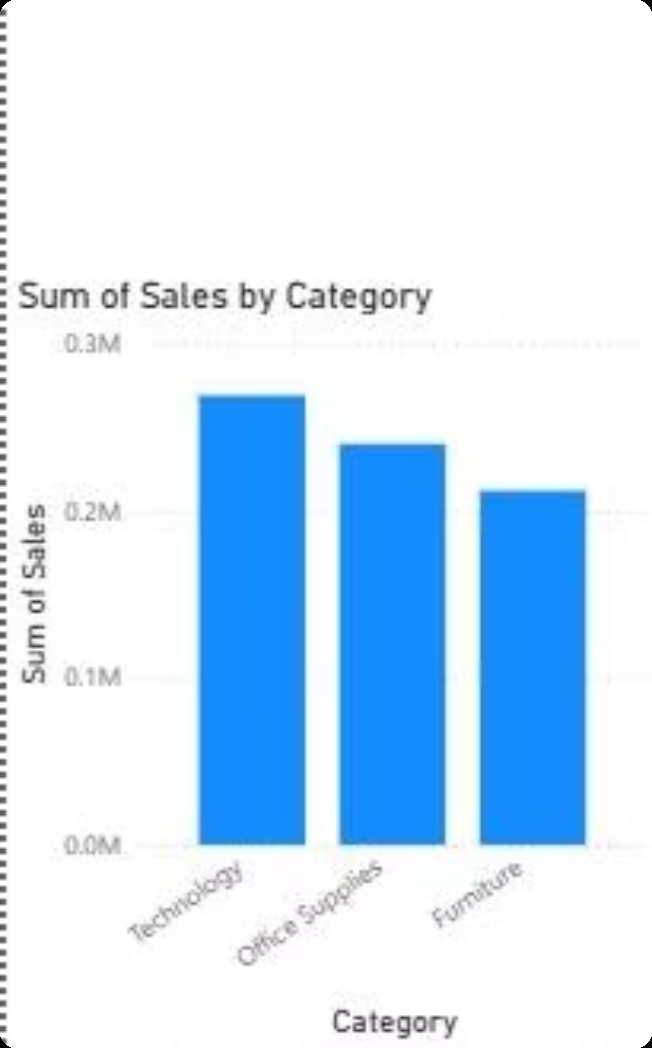 Sum of Sales by Category
0.3M
0.2M
0.1M
0.0M
Sum of Sales
Technology
Office Supplies
Furniture
Category